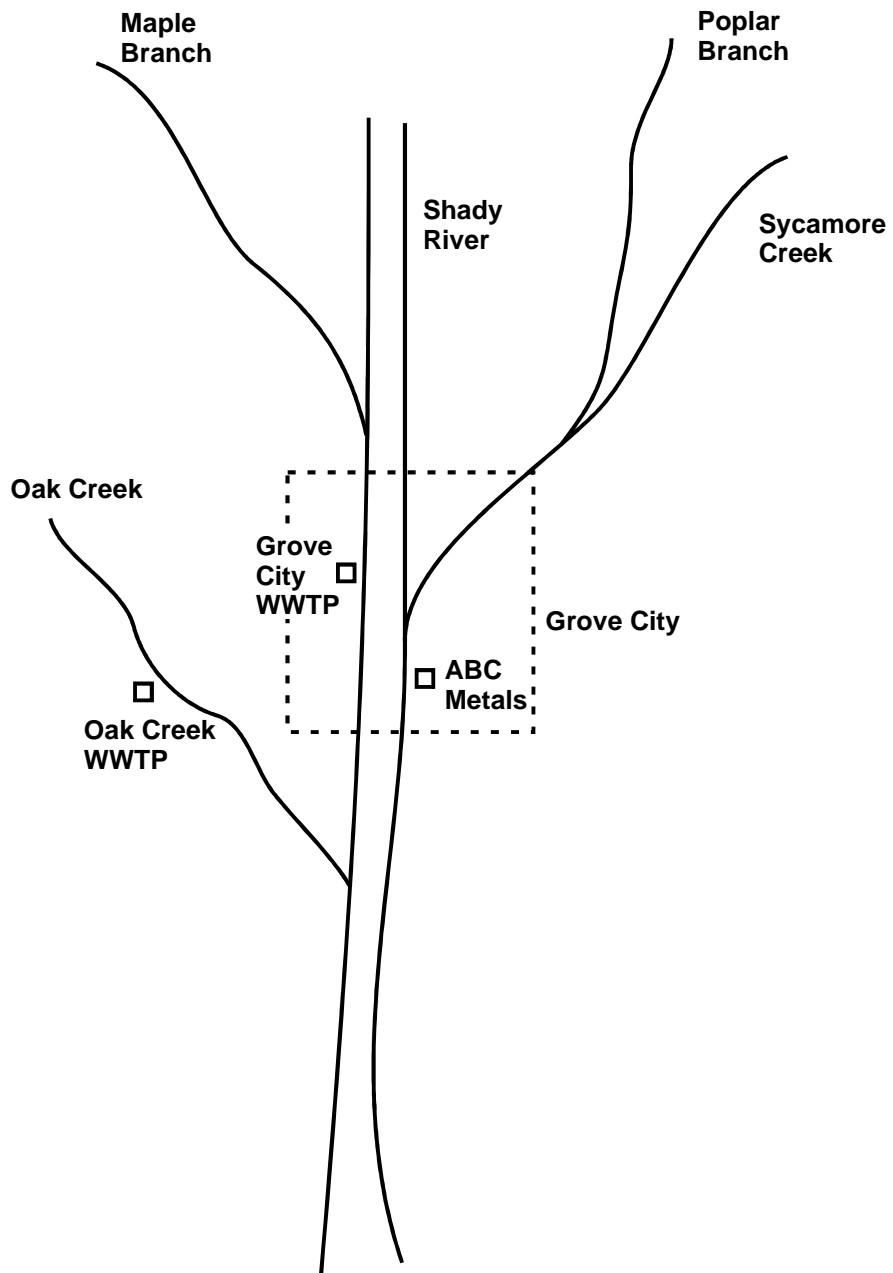 Maple
Branch
Poplar
Branch
Shady
River
Sycamore
Creek
Oak Creek
Grove
City
WWTP
Grove City
ABC
Metals
Oak Creek
WWTP